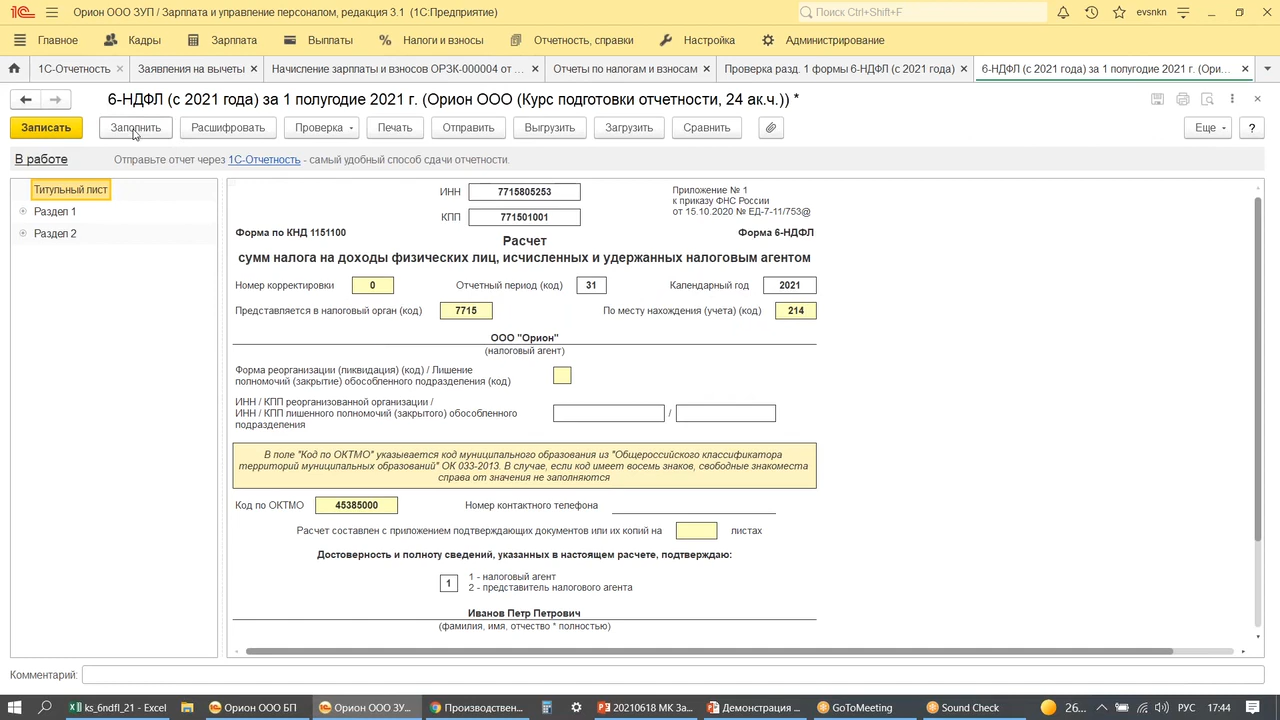 Орион ООО ЗУП / Зарплата и управление персоналом, редакция 3.1 (1С:Предприятие)
Поиск Ctrl+Shift+F
evsnkn
Главное
Кадры
Зарплата
Выплаты
Налоги и взносы
Отчетность, справки
Настройка
Администрирование
1С-Отчетность
Заявления на вычеты
Начисление зарплаты и взносов ОРЗК-000004 от ...
Отчеты по налогам и взносам
Проверка разд. 1 формы 6-НДФЛ (с 2021 года)
6-НДФЛ (с 2021 года) за 1 полугодие 2021 г. (Ори...
6-НДФЛ (с 2021 года) за 1 полугодие 2021 г. (Орион ООО (Курс подготовки отчетности, 24 ак.ч.)) *
Записать
Заполнить
Расшифровать
Проверка
Печать
Отправить
Выгрузить
Загрузить
Сравнить
Еще
?
В работе
Отправьте отчет через 1С-Отчетность - самый удобный способ сдачи отчетности.
Титульный лист
Раздел 1
Раздел 2
ИНН 7715805253
КПП 771501001
Приложение № 1
к приказу ФНС России
от 15.10.2020 № ЕД-7-11/753@
Форма по КНД 1151100
Форма 6-НДФЛ
Расчет
сумм налога на доходы физических лиц, исчисленных и удержанных налоговым агентом
Номер корректировки 0 Отчетный период (код) 31 Календарный год 2021
Представляется в налоговый орган (код) 7715 По месту нахождения (учета) (код) 214
ООО "Орион"
(налоговый агент)
Форма реорганизации (ликвидация) (код) / Лишение
полномочий (закрытие) обособленного подразделения (код)
ИНН / КПП реорганизованной организации /
ИНН / КПП лишенного полномочий (закрытого) обособленного
подразделения
/
В поле "Код по ОКТМО" указывается код муниципального образования из "Общероссийского классификатора
территорий муниципальных образований" ОК 033-2013. В случае, если код имеет восемь знаков, свободные знакоместа
справа от значения не заполняются
Код по ОКТМО 45385000 Номер контактного телефона
Расчет составлен с приложением подтверждающих документов или их копий на листах
Достоверность и полноту сведений, указанных в настоящем расчете, подтверждаю:
1
1 - налоговый агент
2 - представитель налогового агента
Иванов Петр Петрович
(фамилия, имя, отчество * полностью)
Комментарий:
ks_6ndfl_21 - Excel
Орион ООО БП
Орион ООО ЗУ...
Производственн...
20210618 МК За...
Демонстрация ...
GoToMeeting
Sound Check
26...
РУС
17:44